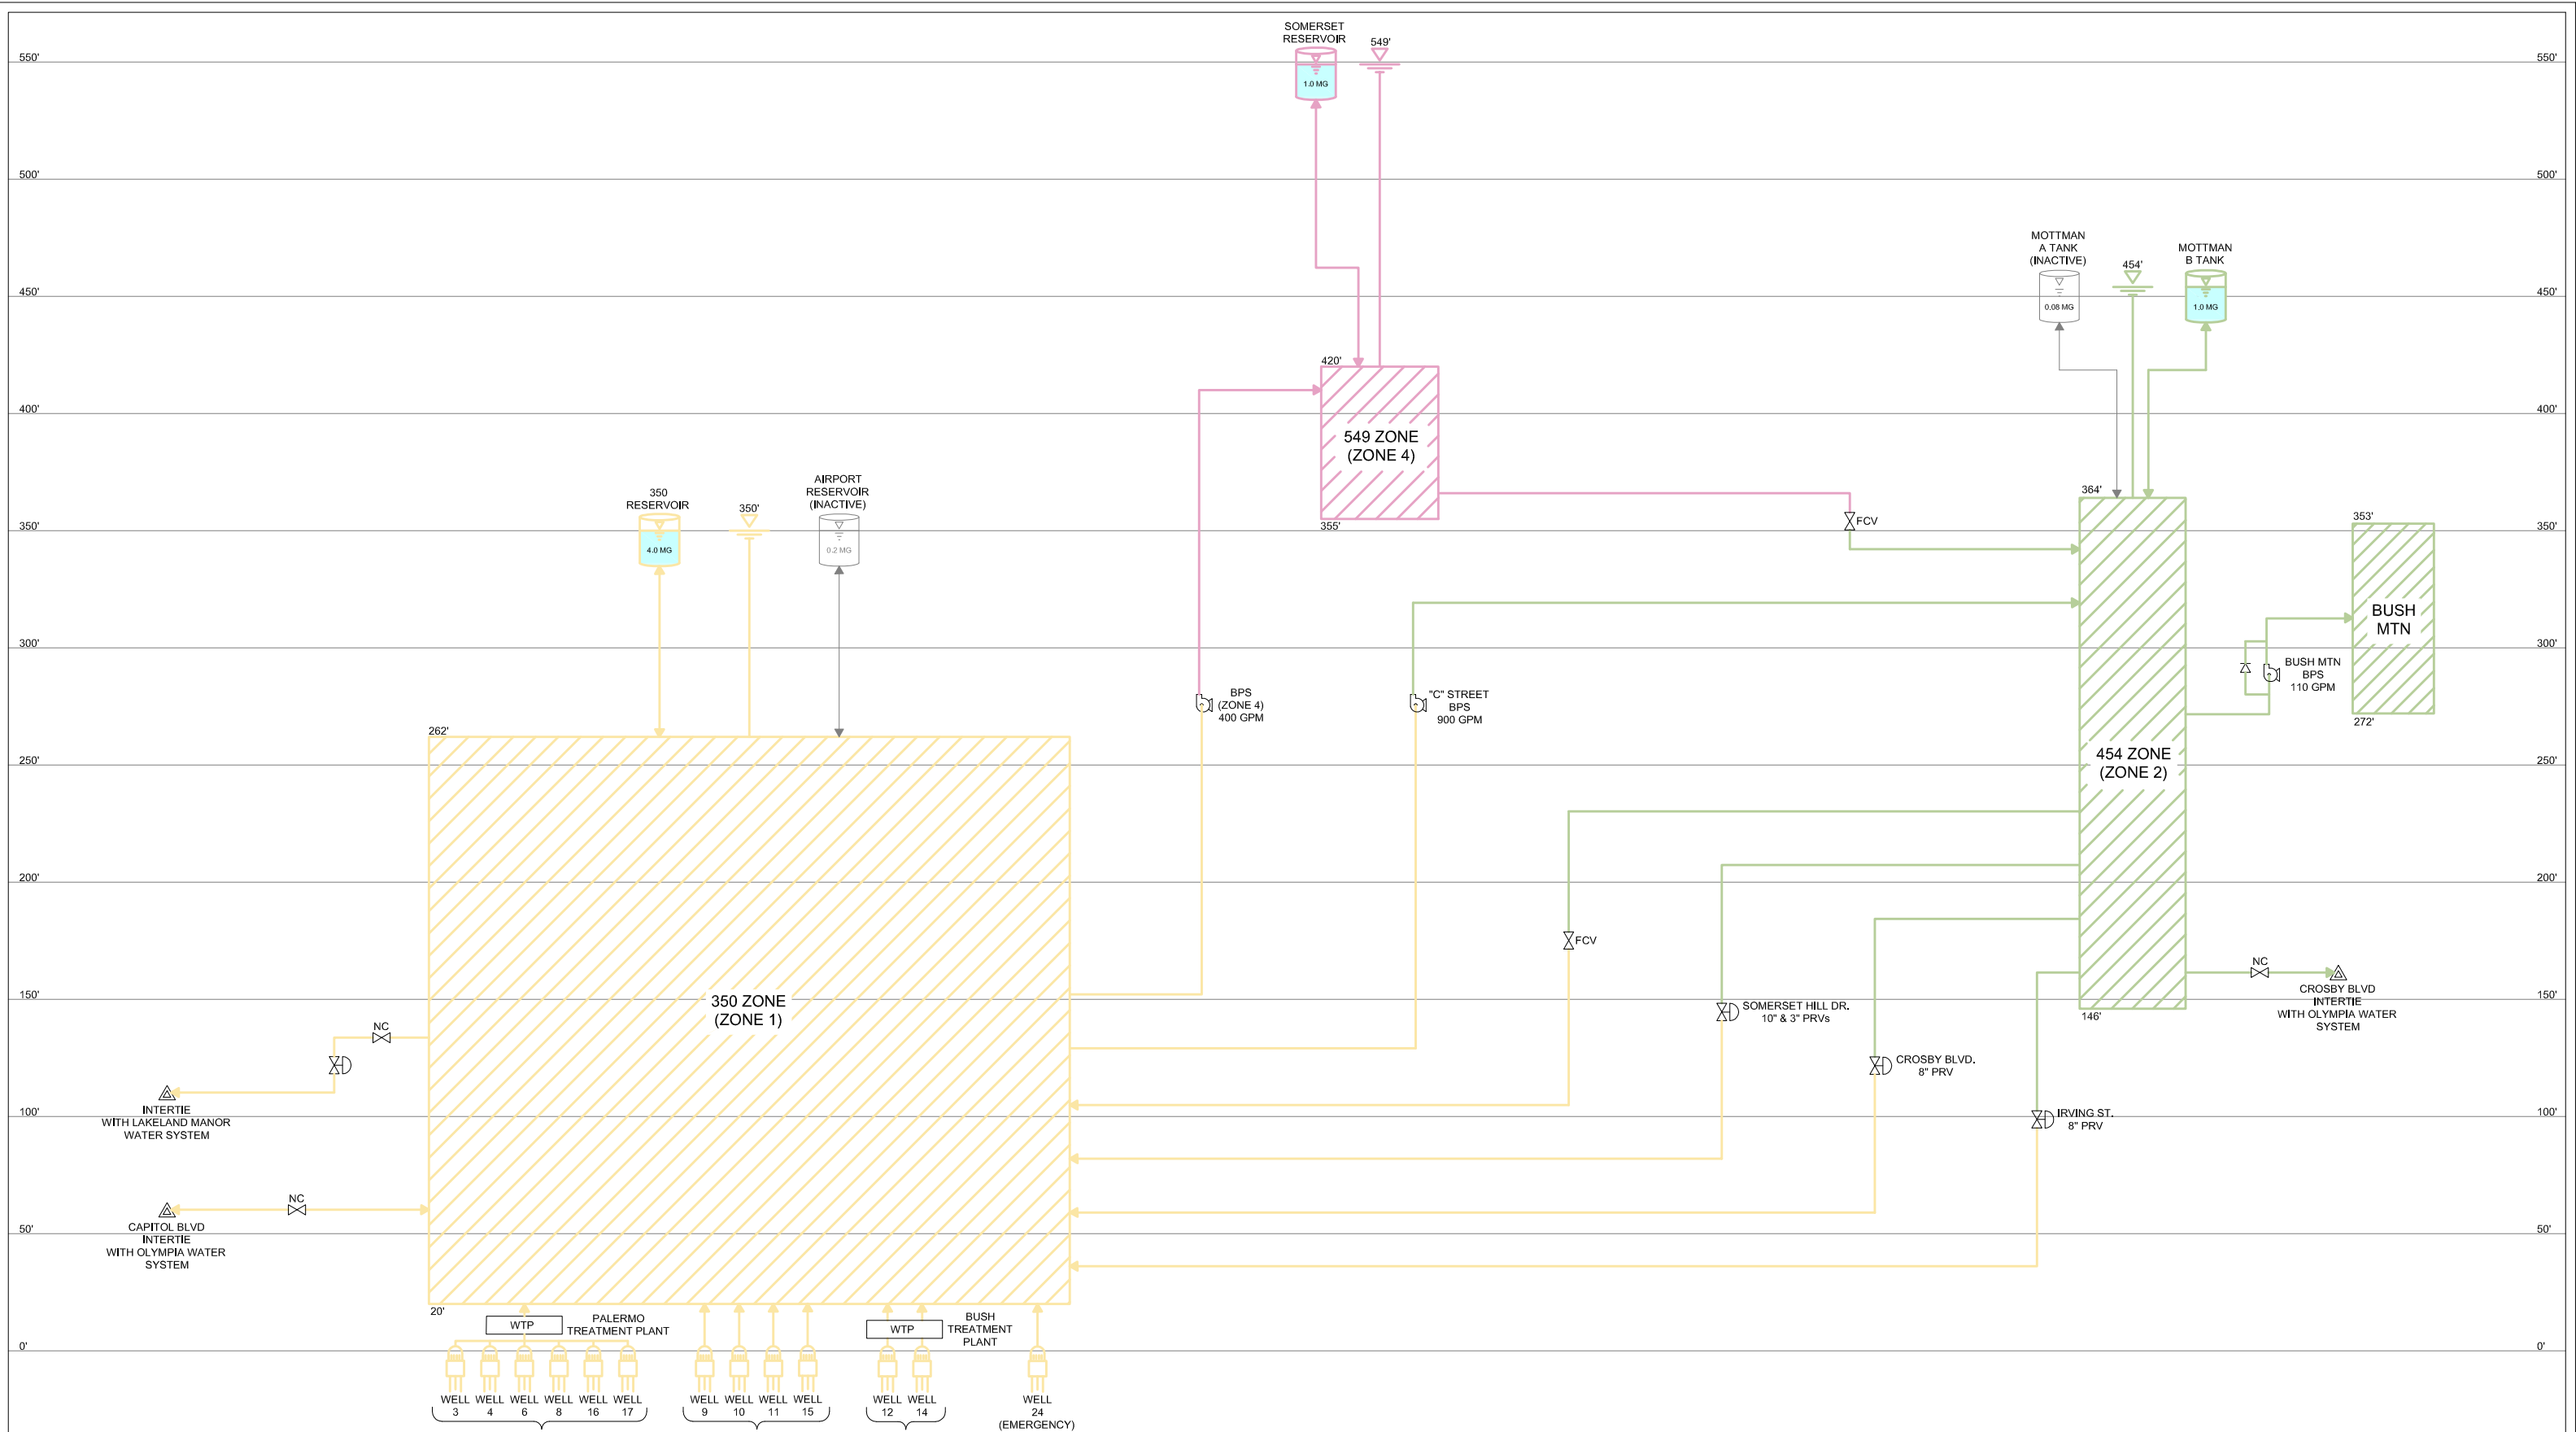 SOMERSET
RESERVOIR
549'
1.0 MG
550'
550'
500'
500'
MOTTMAN
A TANK
(INACTIVE)
0.08 MG
454'
MOTTMAN
B TANK
1.0 MG
450'
450'
420'
549 ZONE
(ZONE 4)
355'
400'
400'
350
RESERVOIR
4.0 MG
350'
AIRPORT
RESERVOIR
(INACTIVE)
0.2 MG
FCV
364'
353'
350'
350'
BUSH
MTN
272'
300'
300'
BUSH MTN
BPS
110 GPM
BPS
(ZONE 4)
400 GPM
"C" STREET
BPS
900 GPM
262'
454 ZONE
(ZONE 2)
250'
250'
200'
200'
FCV
NC
CROSBY BLVD
INTERTIE
WITH OLYMPIA WATER
SYSTEM
150'
150'
350 ZONE
(ZONE 1)
SOMERSET HILL DR.
10" & 3" PRVs
146'
NC
CROSBY BLVD.
8" PRV
INTERTIE
WITH LAKELAND MANOR
WATER SYSTEM
100'
100'
IRVING ST.
8" PRV
NC
CAPITOL BLVD
INTERTIE
WITH OLYMPIA WATER
SYSTEM
50'
50'
20'
WTP
PALERMO
TREATMENT PLANT
WTP
BUSH
TREATMENT
PLANT
0'
0'
WELL
3
WELL
4
WELL
6
WELL
8
WELL
16
WELL
17
WELL
9
WELL
10
WELL
11
WELL
15
WELL
12
WELL
14
WELL
24
(EMERGENCY)